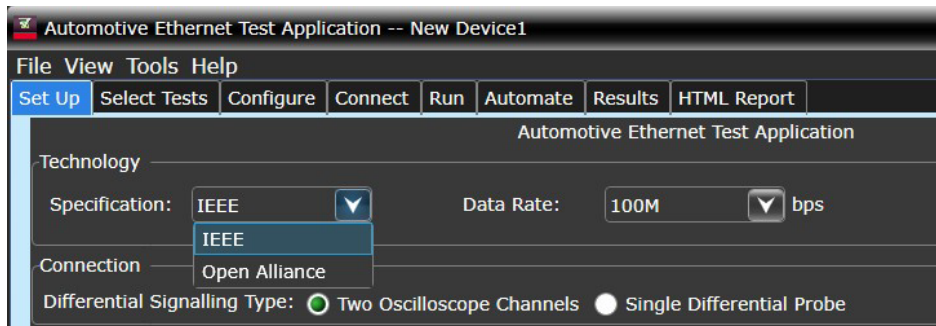 Automotive Ethernet Test Application -- New Device1
File View Tools Help
Set Up Select Tests Configure Connect Run Automate Results HTML Report
Automotive Ethernet Test Application
Technology
Specification: IEEE Data Rate: 100M bps
IEEE
Open Alliance
Connection
Differential Signalling Type: Two Oscilloscope Channels Single Differential Probe